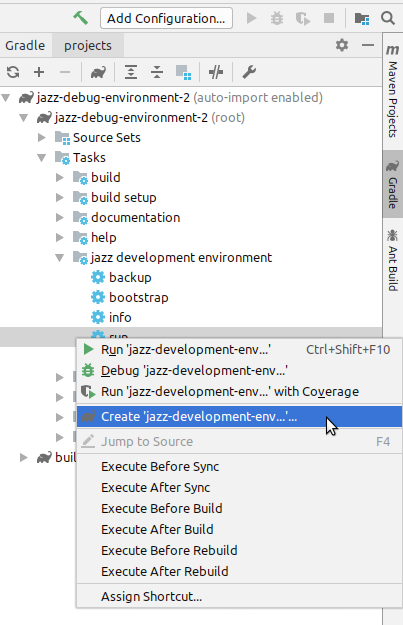 Add Configuration...
Gradle projects
jazz-debug-environment-2 (auto-import enabled)
jazz-debug-environment-2 (root)
Source Sets
Tasks
build
build setup
documentation
help
jazz development environment
backup
bootstrap
info
run
Run 'jazz-development-env...' Ctrl+Shift+F10
Debug 'jazz-development-env...'
Run 'jazz-development-env...' with Coverage
Create 'jazz-development-env...'...
Jump to Source F4
Execute Before Sync
Execute After Sync
Execute Before Build
Execute After Build
Execute Before Rebuild
Execute After Rebuild
Assign Shortcut...
m
Maven Projects
Gradle
Ant Build